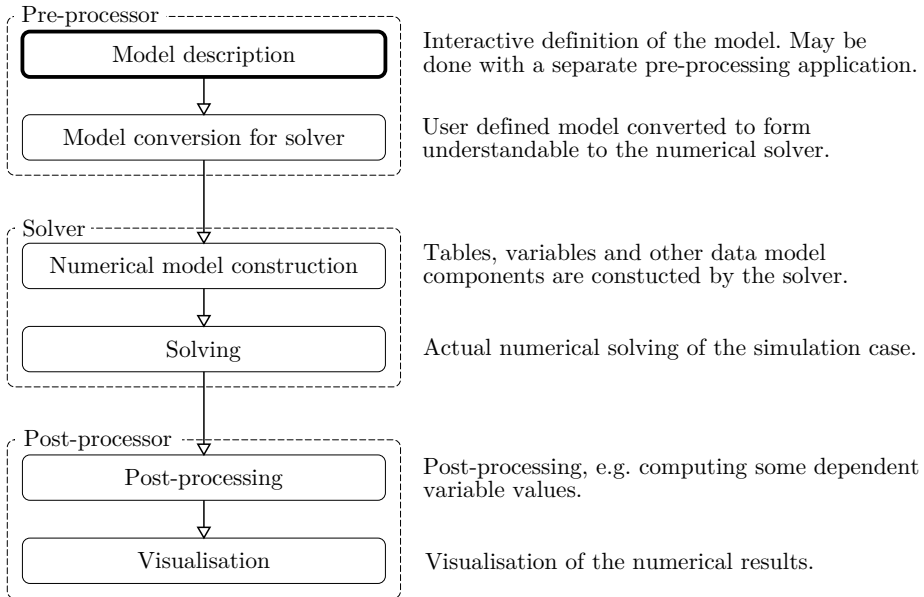 Pre-processor
Model description
Interactive definition of the model. May be
done with a separate pre-processing application.
Model conversion for solver
User defined model converted to form
understandable to the numerical solver.
Solver
Numerical model construction
Tables, variables and other data model
components are constucted by the solver.
Solving
Actual numerical solving of the simulation case.
Post-processor
Post-processing
Post-processing, e.g. computing some dependent
variable values.
Visualisation
Visualisation of the numerical results.